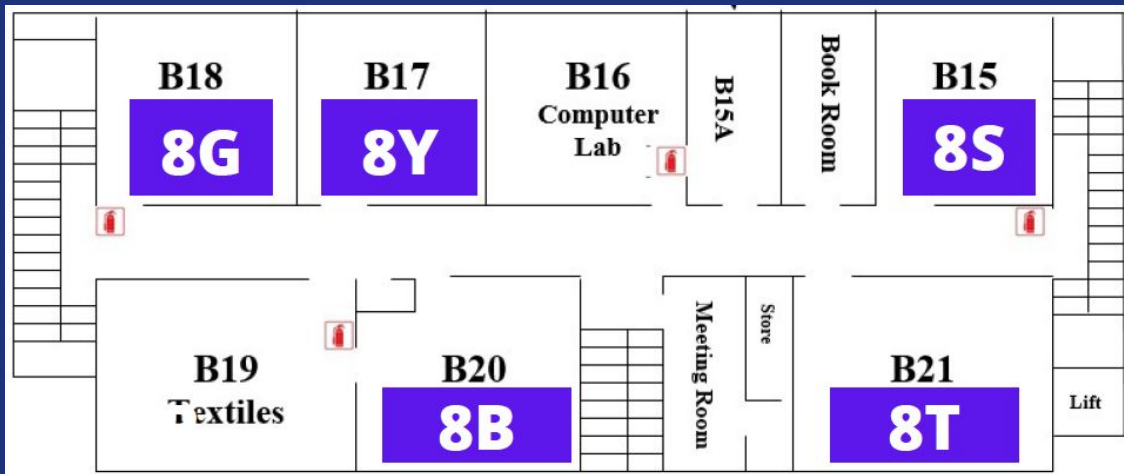 B18
8G
B17
8Y
B16
Computer
Lab
B15A
Book Room
B15
8S
B19
Textiles
B20
8B
Meeting Room
Store
B21
8T
Lift